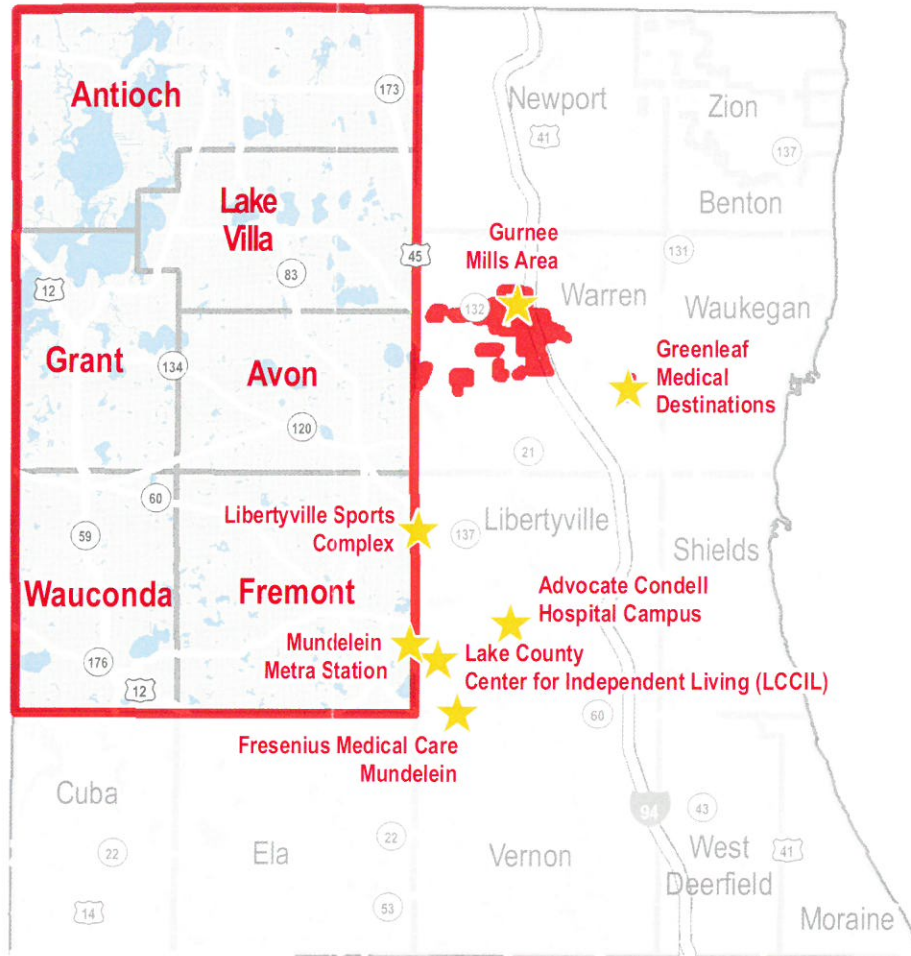 Antioch
173
Newport
41
Zion
137
Lake
Villa
Benton
Gurnee
Mills Area
45
131
83
12
132
Warren
Waukegan
Grant
134
Avon
Greenleaf
Medical
Destinations
120
21
60
Libertyville Sports
Complex
137
Libertyville
59
Shields
Wauconda
Fremont
Advocate Condell
Hospital Campus
Mundelein
Metra Station
Lake County
Center for Independent Living (LCCIL)
176
12
60
Fresenius Medical Care
Mundelein
Cuba
94
43
22
Ela
22
Vernon
West
Deerfield
41
14
53
Moraine